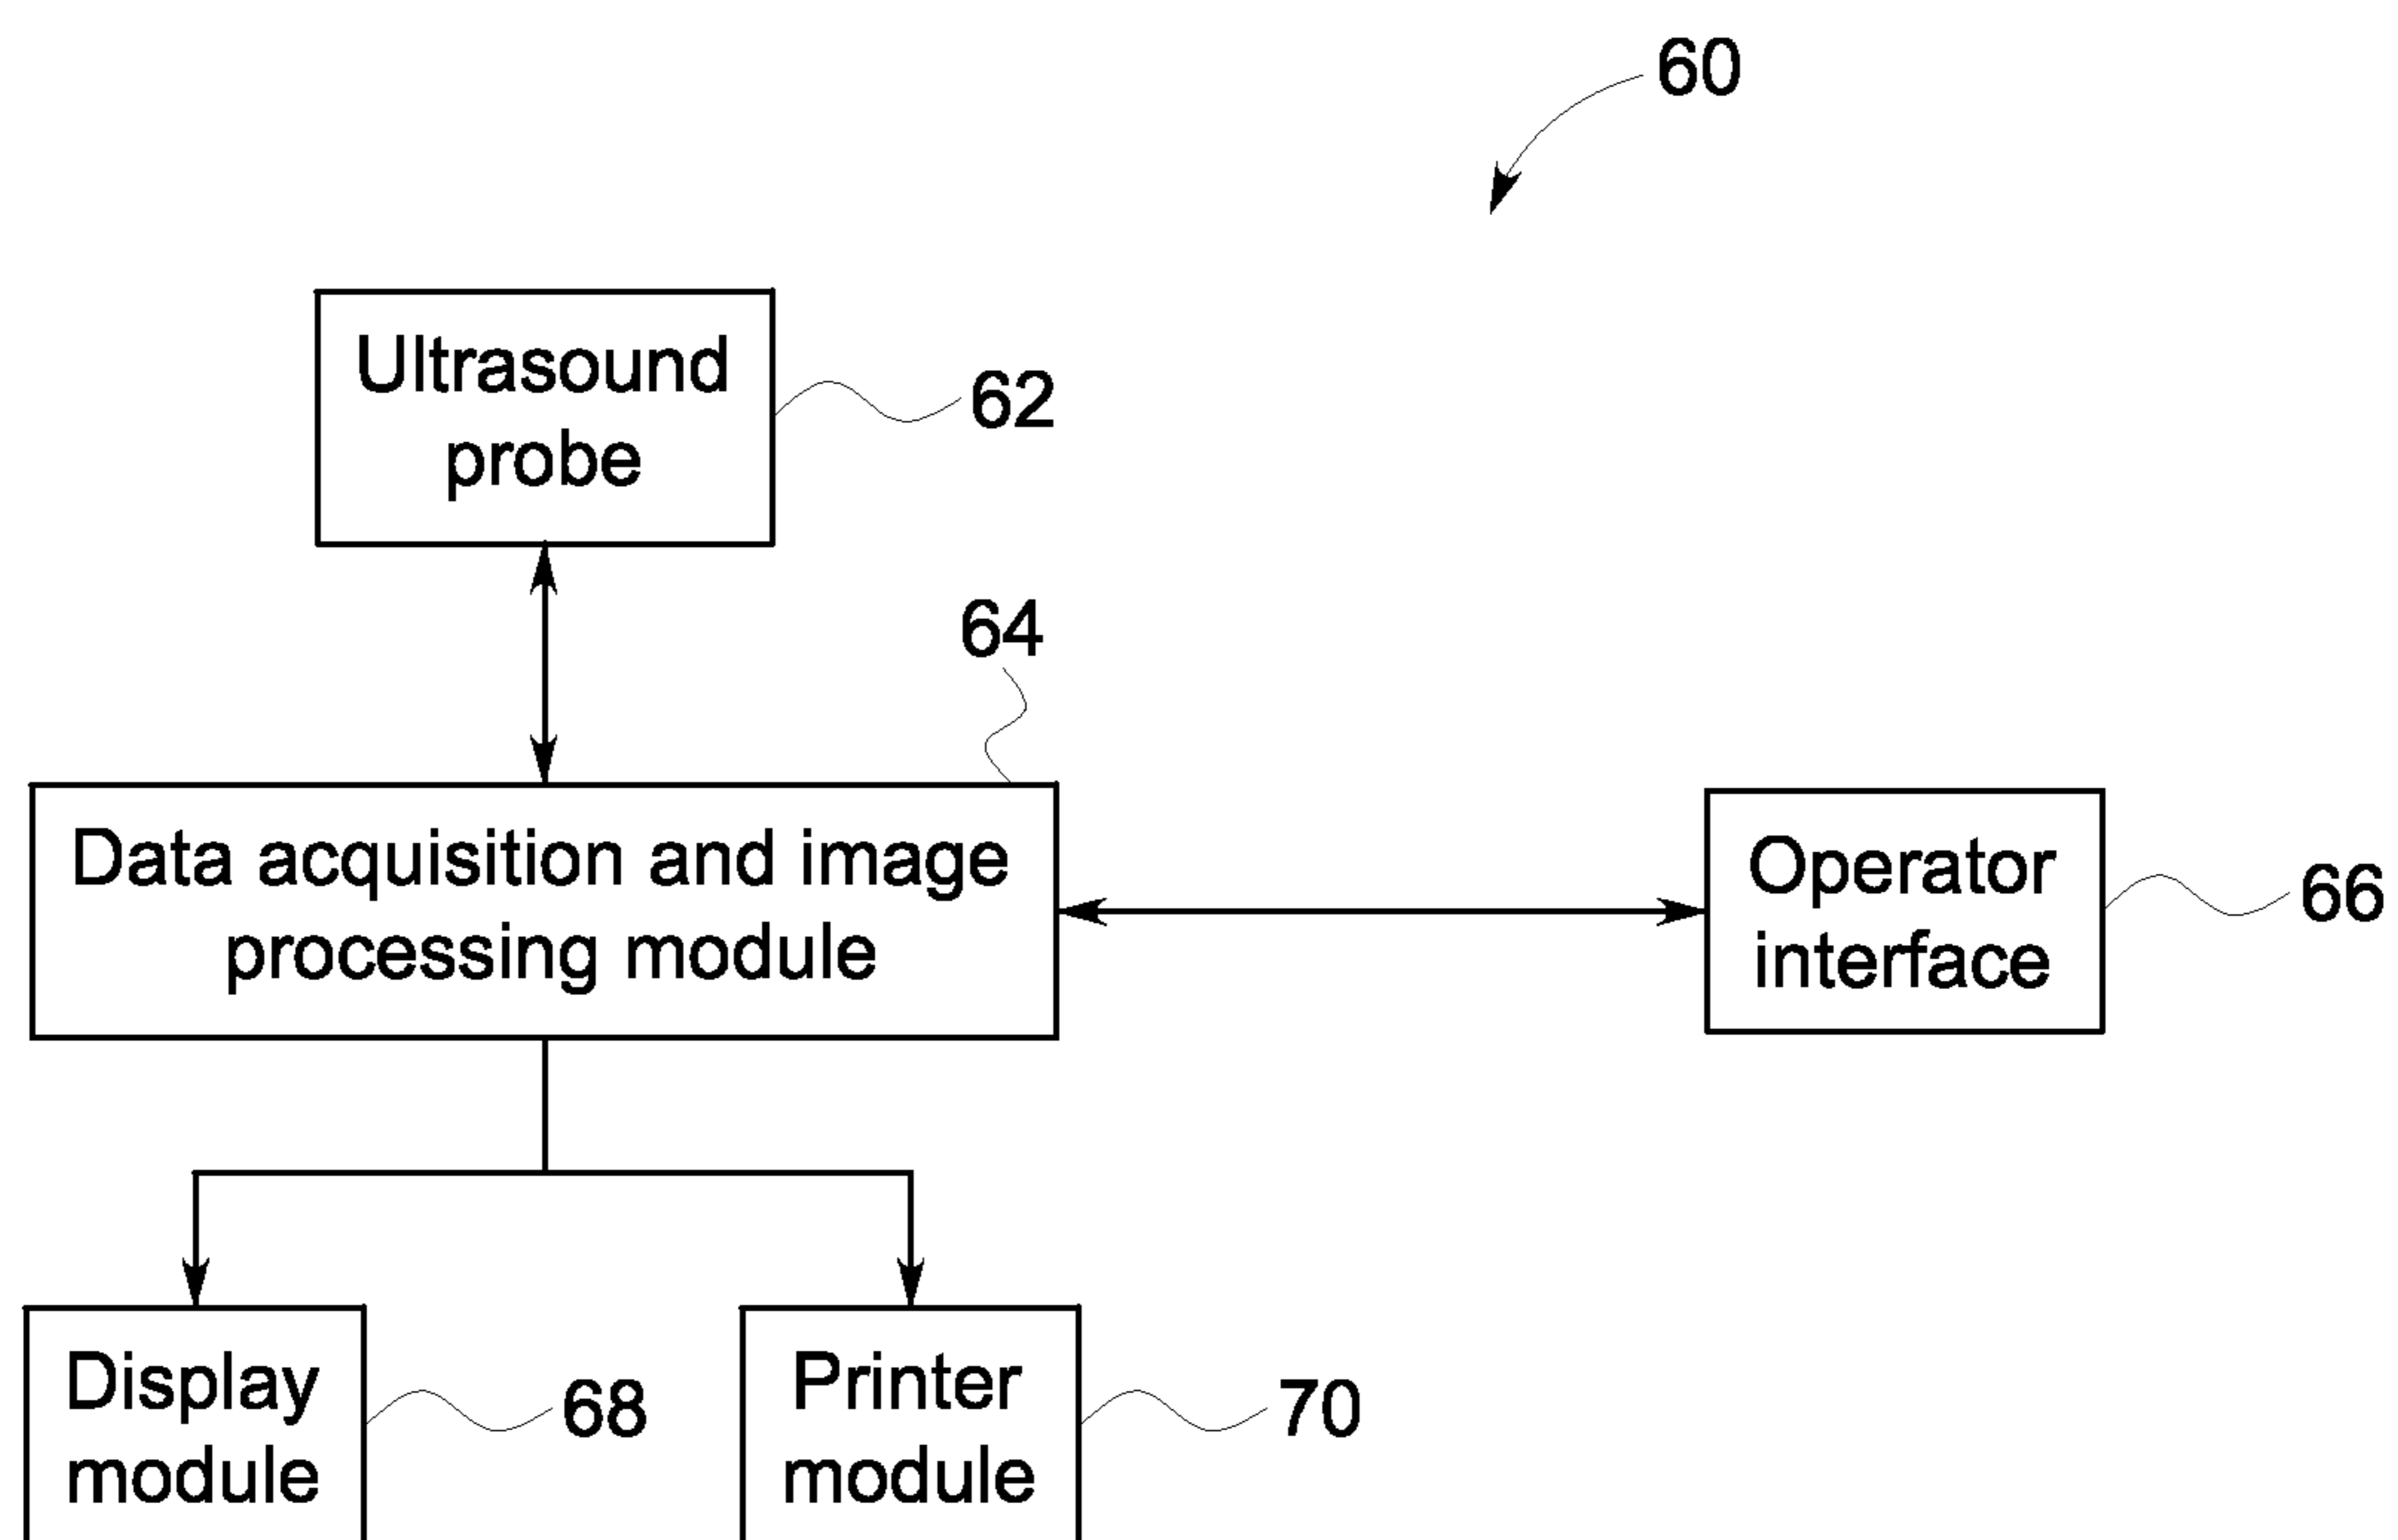 60
Ultrasound
probe
62
64
Data acquisition and image
processing module
Operator
interface
66
Display
module
68
Printer
module
70